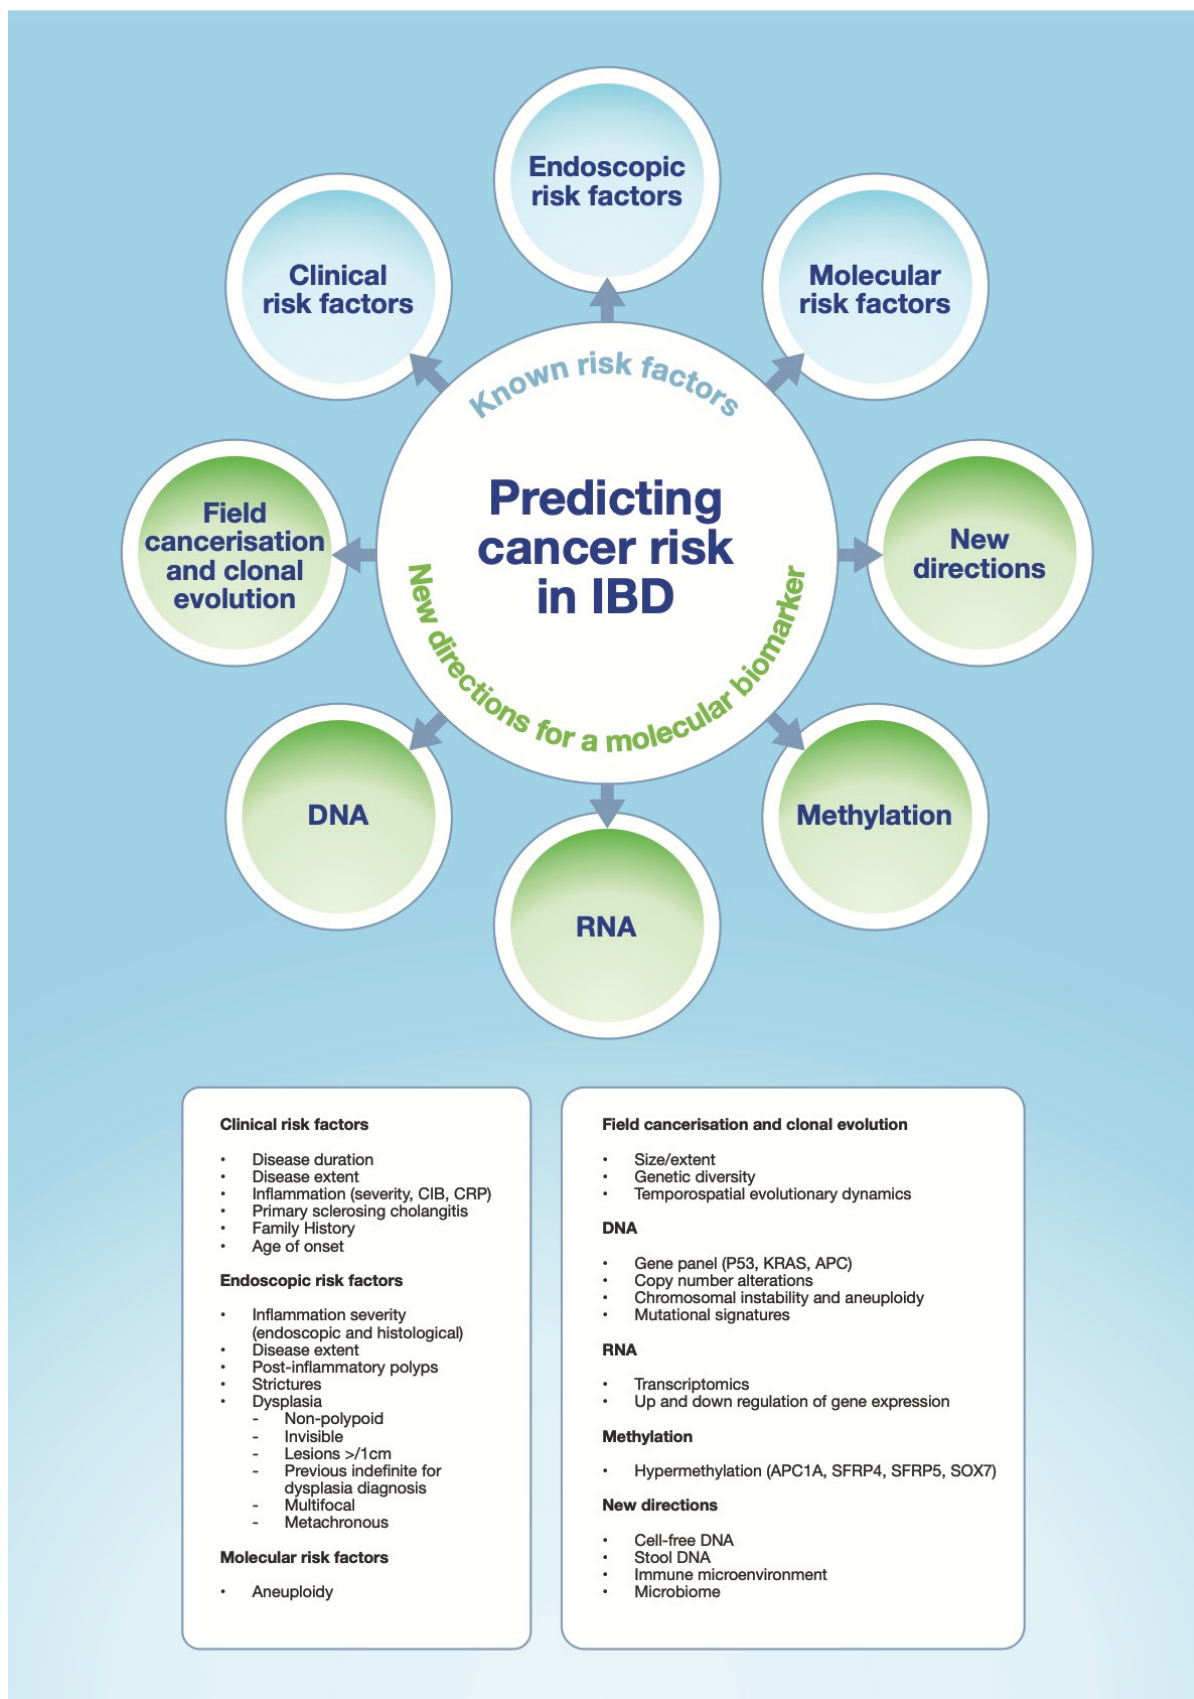 Endoscopic
risk factors
Clinical
risk factors
Molecular
risk factors
Known risk factors
Predicting
cancer risk
in IBD
New directions for a molecular biomarker
Field
cancerisation
and clonal
evolution
New
directions
DNA
Methylation
RNA
Clinical risk factors
• Disease duration
• Disease extent
• Inflammation (severity, CIB, CRP)
• Primary sclerosing cholangitis
• Family History
• Age of onset
Endoscopic risk factors
• Inflammation severity
(endoscopic and histological)
• Disease extent
• Post-inflammatory polyps
• Strictures
• Dysplasia
- Non-polypoid
- Invisible
- Lesions >/1cm
- Previous indefinite for
dysplasia diagnosis
- Multifocal
- Metachronous
Molecular risk factors
• Aneuploidy
Field cancerisation and clonal evolution
• Size/extent
• Genetic diversity
• Temporospatial evolutionary dynamics
DNA
• Gene panel (P53, KRAS, APC)
• Copy number alterations
• Chromosomal instability and aneuploidy
• Mutational signatures
RNA
• Transcriptomics
• Up and down regulation of gene expression
Methylation
• Hypermethylation (APC1A, SFRP4, SFRP5, SOX7)
New directions
• Cell-free DNA
• Stool DNA
• Immune microenvironment
• Microbiome